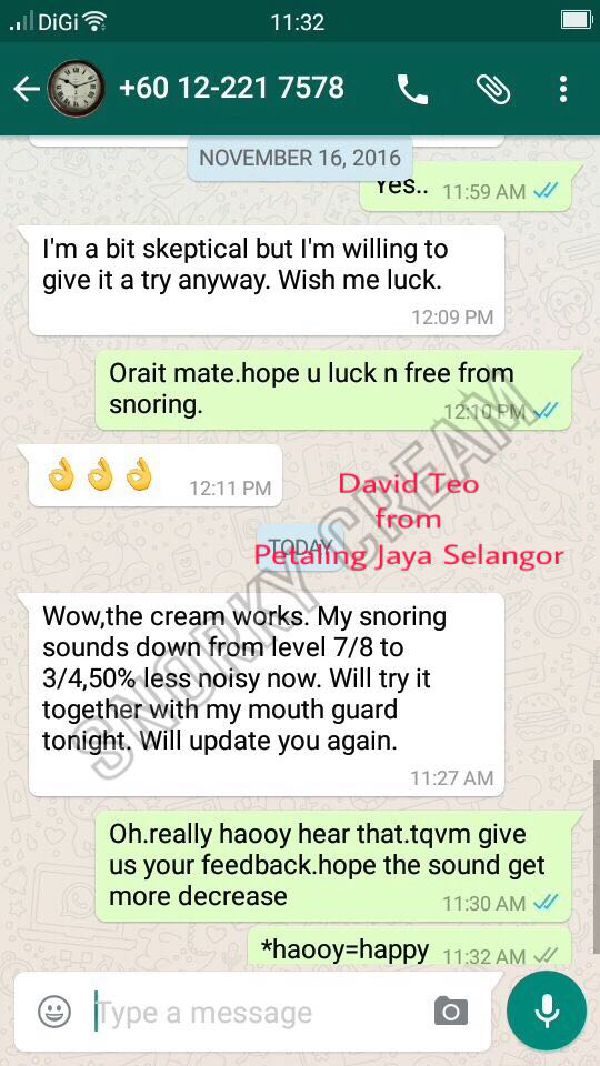 DiGi 11:32
+60 12-221 7578
NOVEMBER 16, 2016
Yes.. 11:59 AM
I'm a bit skeptical but I'm willing to
give it a try anyway. Wish me luck.
12:09 PM
Orait mate.hope u luck n free from
snoring.
12:10 PM
12:11 PM
David Teo
from
Petaling Jaya Selangor
TODAY
Wow,the cream works. My snoring
sounds down from level 7/8 to
3/4,50% less noisy now. Will try it
together with my mouth guard
tonight. Will update you again.
11:27 AM
Oh.really haooy hear that.tqvm give
us your feedback.hope the sound get
more decrease
11:30 AM
*haooy=happy 11:32 AM
Type a message
SNORKY CREAM